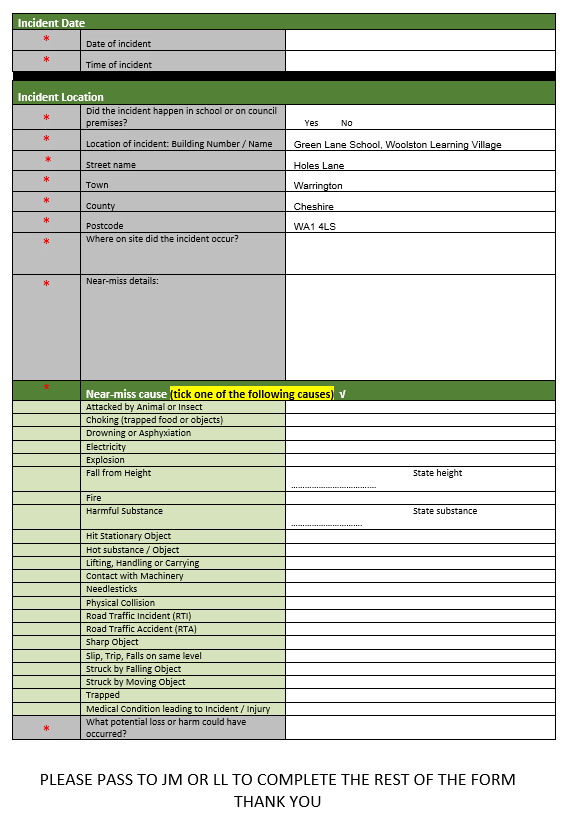 Incident Date
* Date of incident
* Time of incident
Incident Location
* Did the incident happen in school or on council
premises? Yes No
* Location of incident: Building Number / Name Green Lane School, Woolston Learning Village
* Street name Holes Lane
* Town Warrington
* County Cheshire
* Postcode WA1 4LS
* Where on site did the incident occur?
* Near-miss details:
* Near-miss cause (tick one of the following causes) √
Attacked by Animal or Insect
Choking (trapped food or objects)
Drowning or Asphyxiation
Electricity
Explosion
Fall from Height State height
....................................
Fire
Harmful Substance State substance
..............................
Hit Stationary Object
Hot substance / Object
Lifting, Handling or Carrying
Contact with Machinery
Needlesticks
Physical Collision
Road Traffic Incident (RTI)
Road Traffic Accident (RTA)
Sharp Object
Slip, Trip, Falls on same level
Struck by Falling Object
Struck by Moving Object
Trapped
Medical Condition leading to Incident / Injury
* What potential loss or harm could have
occurred?
PLEASE PASS TO JM OR LL TO COMPLETE THE REST OF THE FORM
THANK YOU